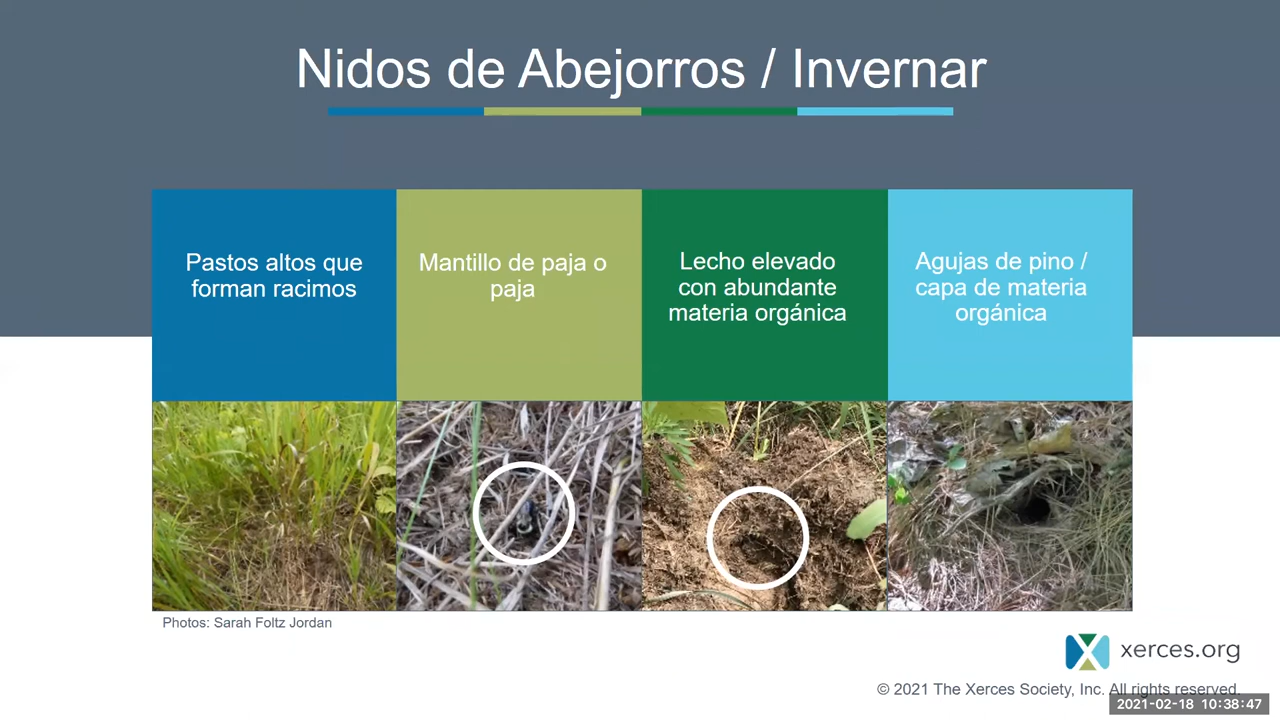 Nidos de Abejorros / Invernar
Pastos altos que
forman racimos
Mantillo de paja o
paja
Lecho elevado
con abundante
materia orgánica
Agujas de pino /
capa de materia
orgánica
Photos: Sarah Foltz Jordan
xerces.org
© 2021 The Xerces Society, Inc. All rights reserved.
2021-02-18 10:38:47